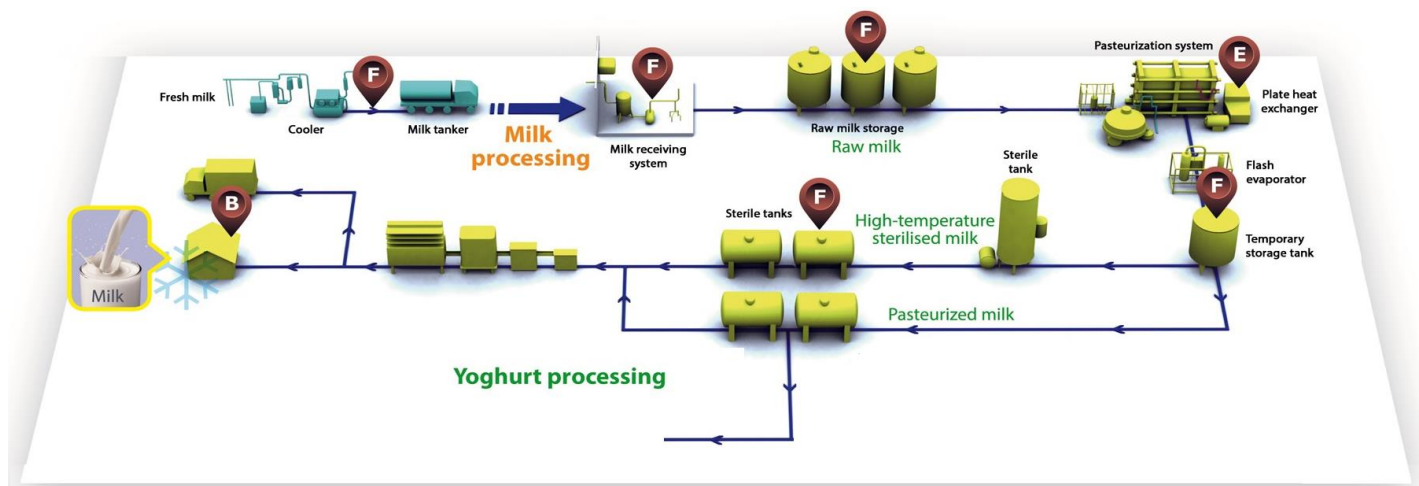 F
F
F
Pasteurization system
E
Fresh milk
Plate heat
exchanger
Cooler
Milk tanker
Milk
processing
Milk receiving
system
Raw milk storage
Raw milk
Sterile
tank
Flash
evaporator
B
Sterile tanks
F
High-temperature
sterilised milk
F
Temporary
storage tank
Milk
Pasteurized milk
Yoghurt processing